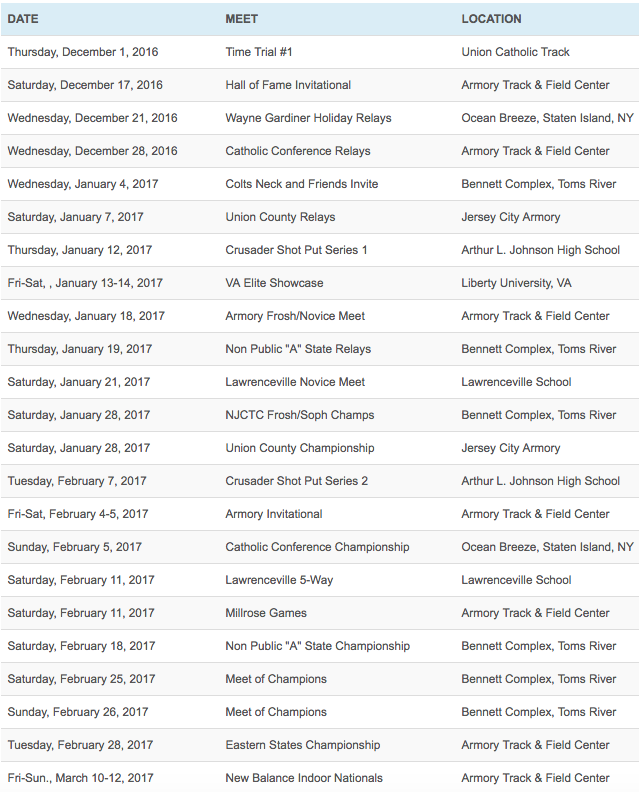 DATE MEET LOCATION
Thursday, December 1, 2016 Time Trial #1 Union Catholic Track
Saturday, December 17, 2016 Hall of Fame Invitational Armory Track & Field Center
Wednesday, December 21, 2016 Wayne Gardiner Holiday Relays Ocean Breeze, Staten Island, NY
Wednesday, December 28, 2016 Catholic Conference Relays Armory Track & Field Center
Wednesday, January 4, 2017 Colts Neck and Friends Invite Bennett Complex, Toms River
Saturday, January 7, 2017 Union County Relays Jersey City Armory
Thursday, January 12, 2017 Crusader Shot Put Series 1 Arthur L. Johnson High School
Fri-Sat, , January 13-14, 2017 VA Elite Showcase Liberty University, VA
Wednesday, January 18, 2017 Armory Frosh/Novice Meet Armory Track & Field Center
Thursday, January 19, 2017 Non Public "A" State Relays Bennett Complex, Toms River
Saturday, January 21, 2017 Lawrenceville Novice Meet Lawrenceville School
Saturday, January 28, 2017 NJCTC Frosh/Soph Champs Bennett Complex, Toms River
Saturday, January 28, 2017 Union County Championship Jersey City Armory
Tuesday, February 7, 2017 Crusader Shot Put Series 2 Arthur L. Johnson High School
Fri-Sat, February 4-5, 2017 Armory Invitational Armory Track & Field Center
Sunday, February 5, 2017 Catholic Conference Championship Ocean Breeze, Staten Island, NY
Saturday, February 11, 2017 Lawrenceville 5-Way Lawrenceville School
Saturday, February 11, 2017 Millrose Games Armory Track & Field Center
Saturday, February 18, 2017 Non Public "A" State Championship Bennett Complex, Toms River
Saturday, February 25, 2017 Meet of Champions Bennett Complex, Toms River
Sunday, February 26, 2017 Meet of Champions Bennett Complex, Toms River
Tuesday, February 28, 2017 Eastern States Championship Armory Track & Field Center
Fri-Sun., March 10-12, 2017 New Balance Indoor Nationals Armory Track & Field Center